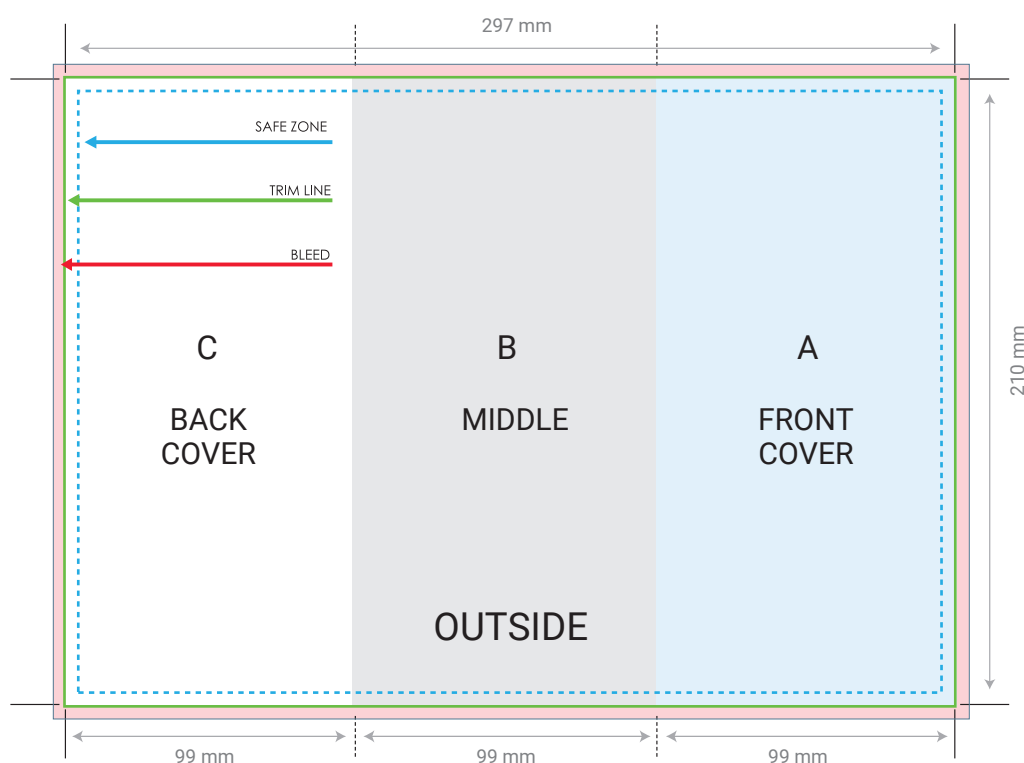 297 mm
SAFE ZONE
TRIM LINE
BLEED
C
BACK
COVER
B
MIDDLE
A
FRONT
COVER
210 mm
OUTSIDE
99 mm
99 mm
99 mm